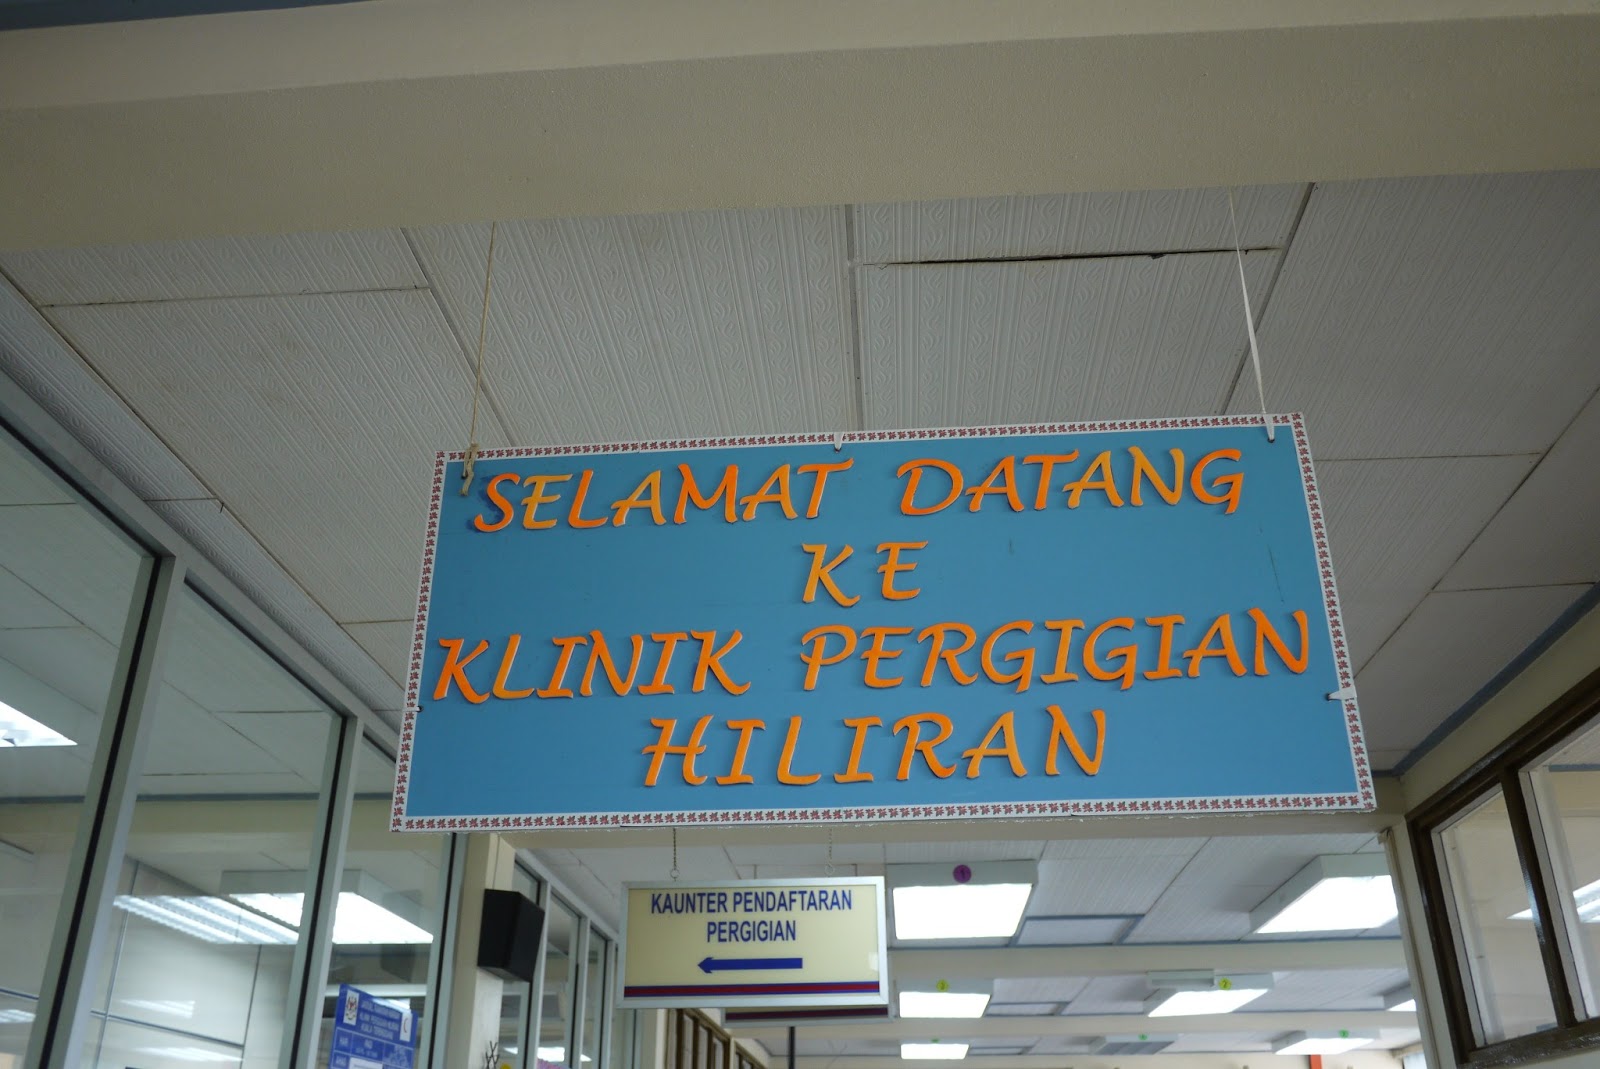 SELAMAT DATANG
KE
KLINIK PERGIGIAN
HILIRAN
KAUNTER PENDAFTARAN
PERGIGIAN